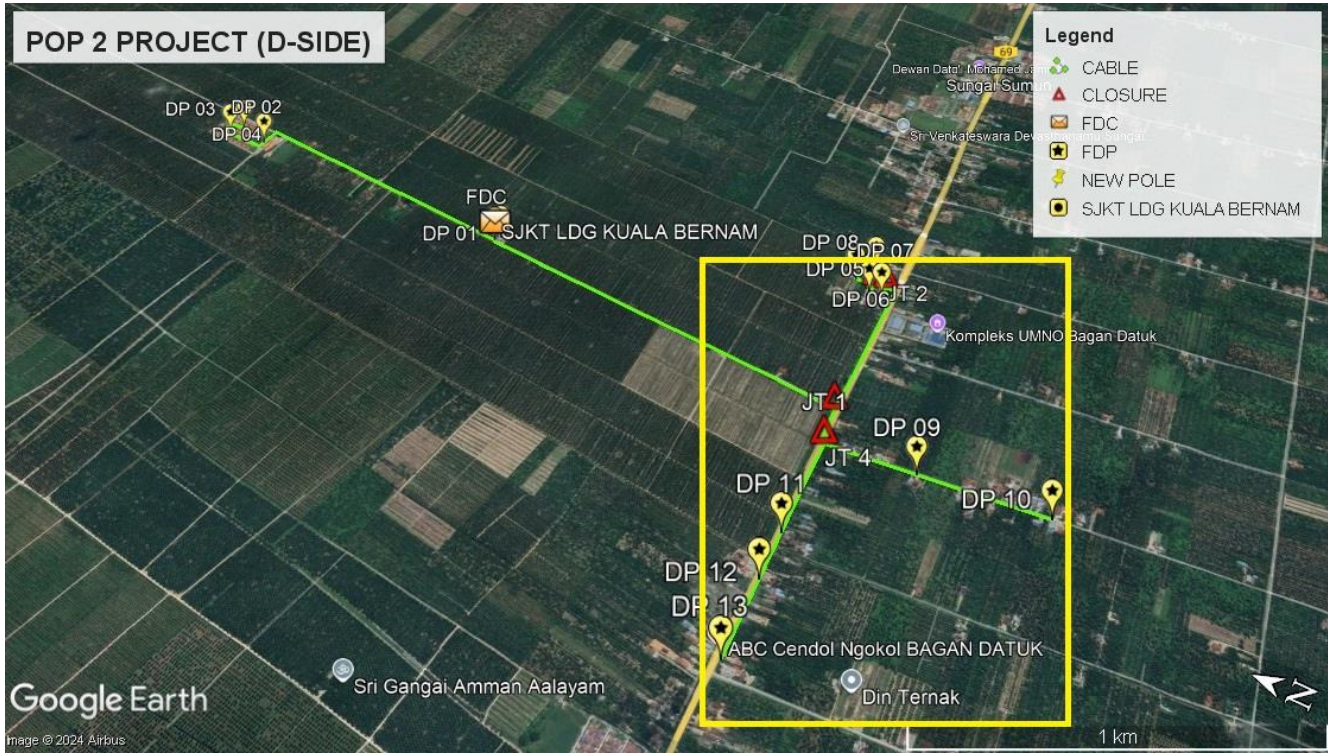 POP 2 PROJECT (D-SIDE)
Legend
CABLE
CLOSURE
FDC
FDP
NEW POLE
SJKT LDG KUALA BERNAM
69
Sungai Sumun
DP 03
DP 02
DP 04
FDC
DP 01
SJKT LDG KUALA BERNAM
DP 08
DP 07
DP 05
DP 06
JT 2
Kompleks UMNO Bagan Datuk
JT 1
JT 4
DP 09
DP 10
DP 11
DP 12
DP 13
ABC Cendol Ngokol BAGAN DATUK
Din Ternak
Sri Gangai Amman Aalayam
Google Earth
Image © 2024 Airbus
N
1 km